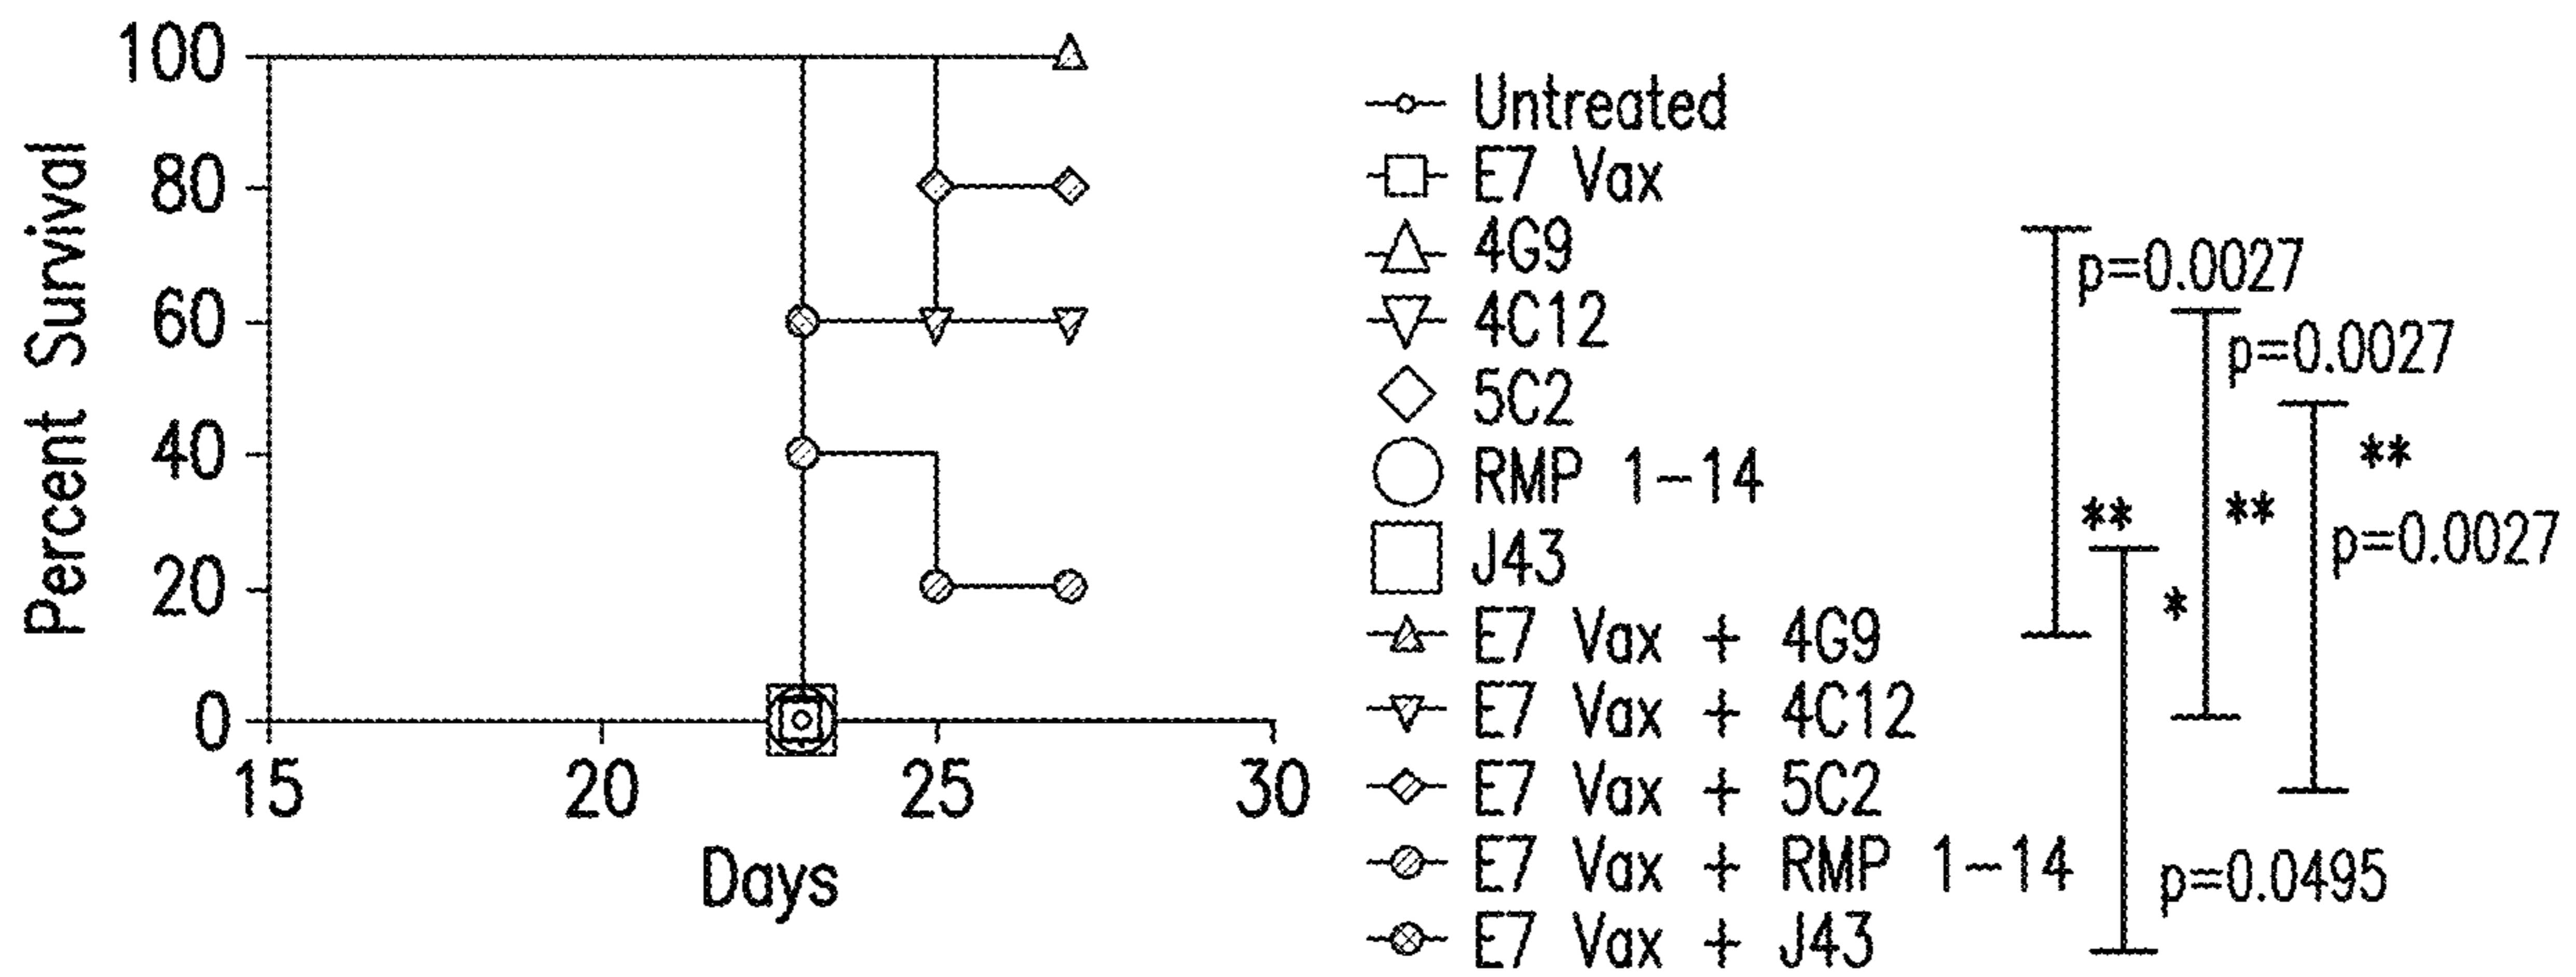 Percent Survival
100
80
60
40
20
0
15 20 25 30
Days
Untreated
E7 Vax
4G9
4C12
5C2
RMP 1-14
J43
E7 Vax + 4G9
E7 Vax + 4C12
E7 Vax + 5C2
E7 Vax + RMP 1-14
E7 Vax + J43
p=0.0027
p=0.0027
**
** **
p=0.0027
*
p=0.0495